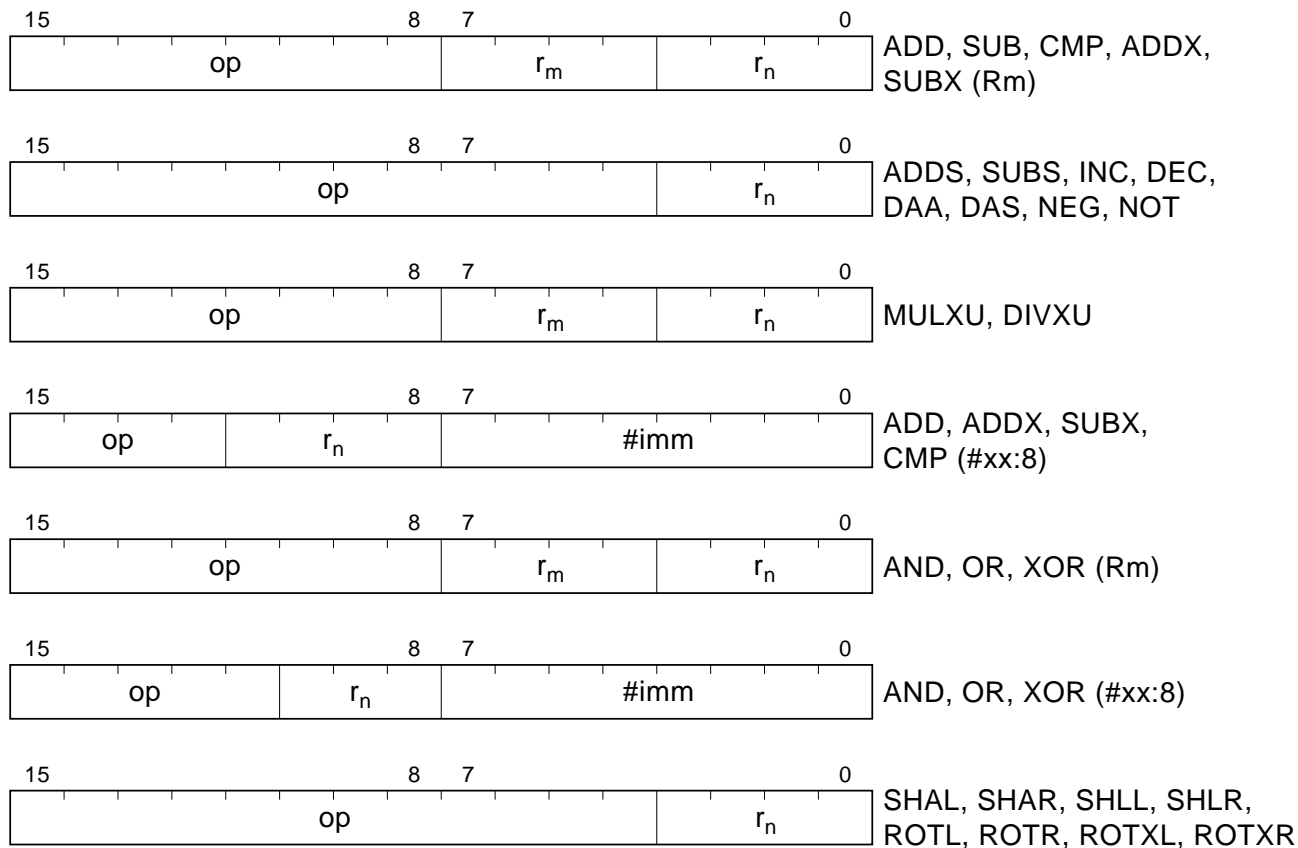 15 8 7 0
op rm rn
ADD, SUB, CMP, ADDX,
SUBX (Rm)
15 8 7 0
op rn
ADDS, SUBS, INC, DEC,
DAA, DAS, NEG, NOT
15 8 7 0
op rm rn MULXU, DIVXU
15 8 7 0
op rn #imm
ADD, ADDX, SUBX,
CMP (#xx:8)
15 8 7 0
op rm rn AND, OR, XOR (Rm)
15 8 7 0
op rn #imm AND, OR, XOR (#xx:8)
15 8 7 0
op rn
SHAL, SHAR, SHLL, SHLR,
ROTL, ROTR, ROTXL, ROTXR